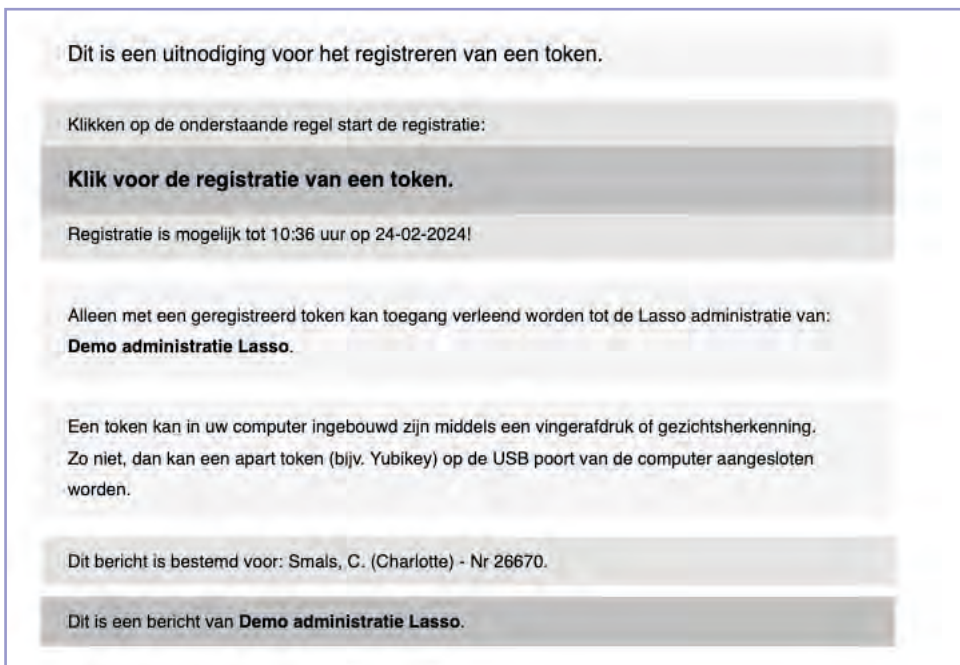 Dit is een uitnodiging voor het registreren van een token.
Klikken op de onderstaande regel start de registratie:
Klik voor de registratie van een token.
Registratie is mogelijk tot 10:36 uur op 24-02-2024!
Alleen met een geregistreerd token kan toegang verleend worden tot de Lasso administratie van:
Demo administratie Lasso.
Een token kan in uw computer ingebouwd zijn middels een vingerafdruk of gezichtsherkenning.
Zo niet, dan kan een apart token (bijv. Yubikey) op de USB poort van de computer aangesloten
worden.
Dit bericht is bestemd voor: Smals, C. (Charlotte) - Nr 26670.
Dit is een bericht van Demo administratie Lasso.